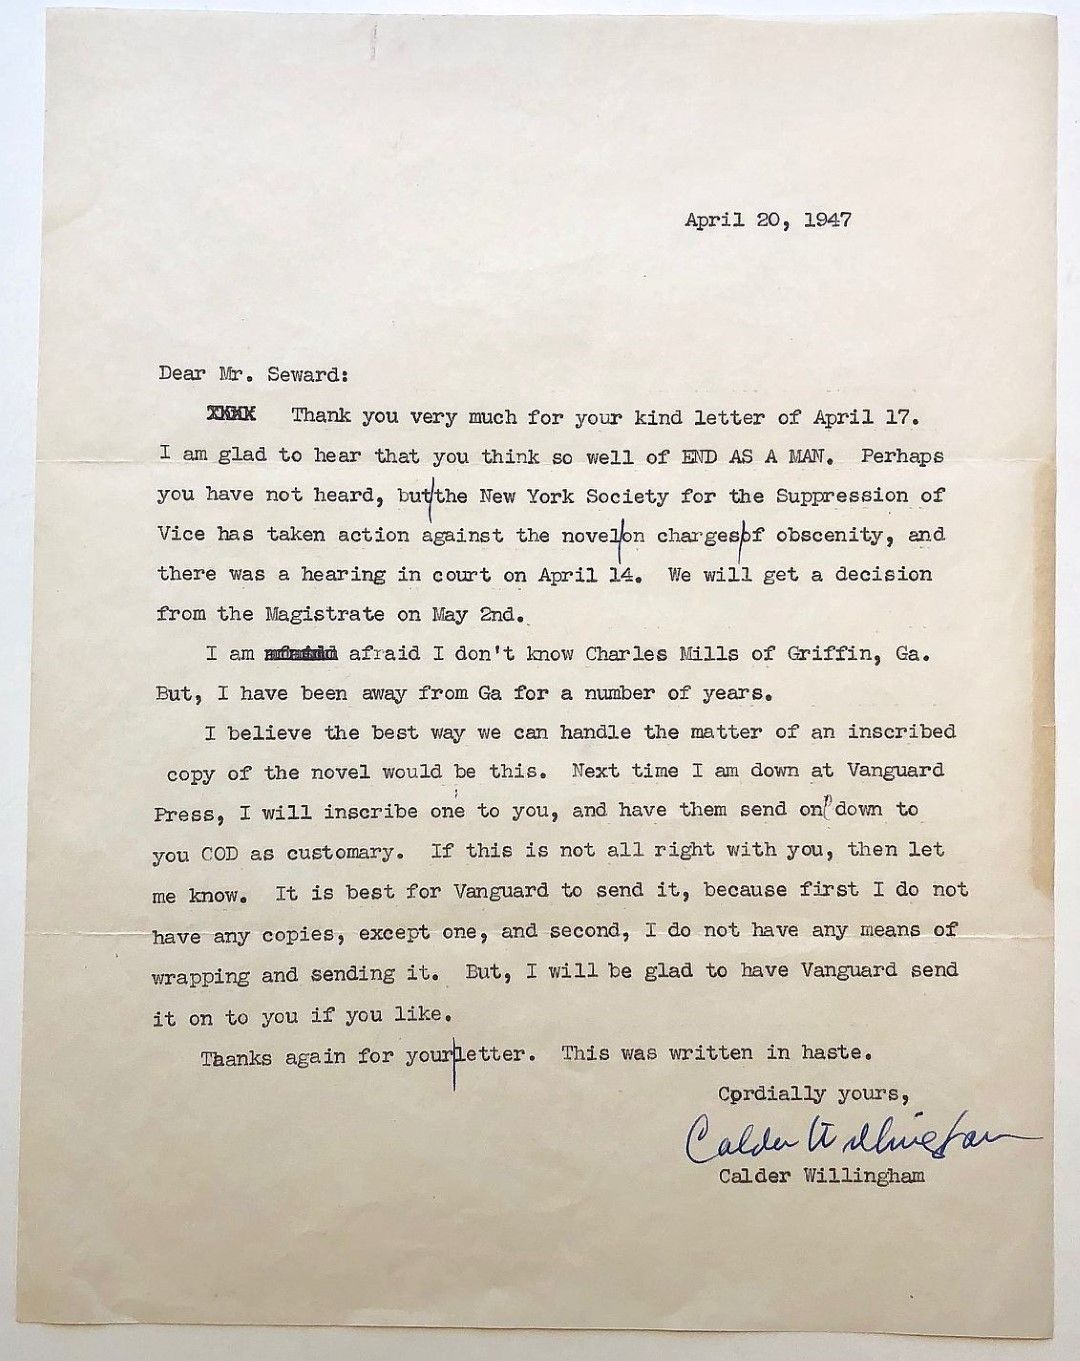 April 20, 1947
Dear Mr. Seward:
XXXX Thank you very much for your kind letter of April 17.
I am glad to hear that you think so well of END AS A MAN. Perhaps
you have not heard, but/the New York Society for the Suppression of
Vice has taken action against the novel/on charges/of obscenity, and
there was a hearing in court on April 14. We will get a decision
from the Magistrate on May 2nd.
I am afraid I don't know Charles Mills of Griffin, Ga.
But, I have been away from Ga for a number of years.
I believe the best way we can handle the matter of an inscribed
copy of the novel would be this. Next time I am down at Vanguard
Press, I will inscribe one to you, and have them send one down to
you COD as customary. If this is not all right with you, then let
me know. It is best for Vanguard to send it, because first I do not
have any copies, except one, and second, I do not have any means of
wrapping and sending it. But, I will be glad to have Vanguard send
it on to you if you like.
Thanks again for your/letter. This was written in haste.
Cordially yours,
Calder Willingham
Calder Willingham